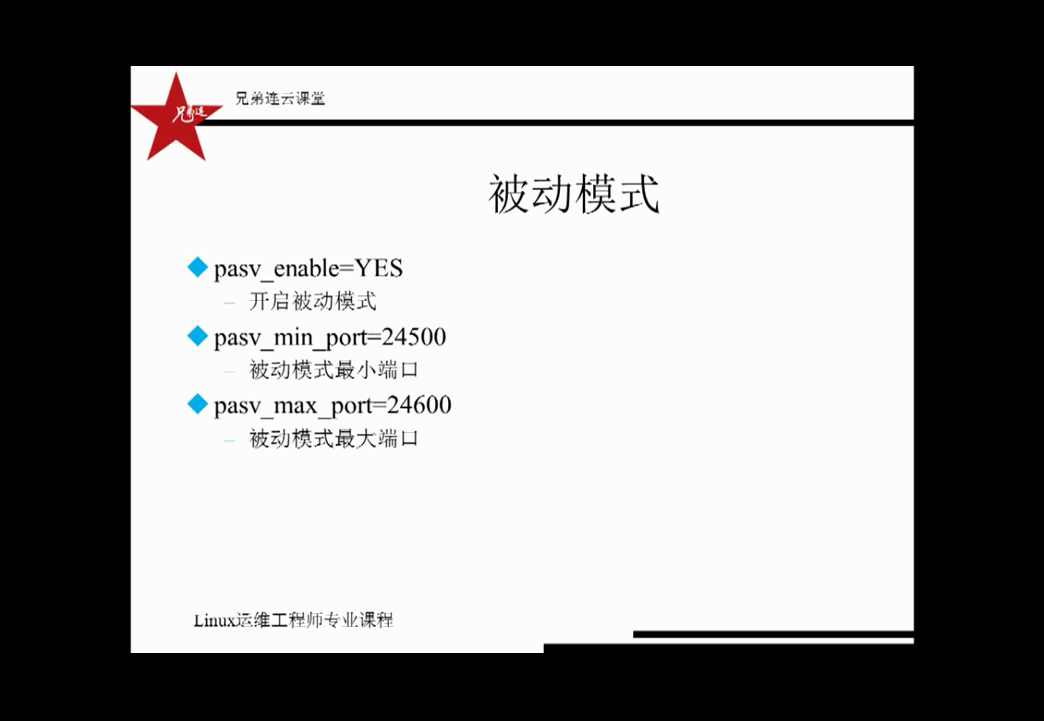 兄弟连
兄弟连云课堂
被动模式
pasv_enable=YES
– 开启被动模式
pasv_min_port=24500
– 被动模式最小端口
pasv_max_port=24600
– 被动模式最大端口
Linux运维工程师专业课程